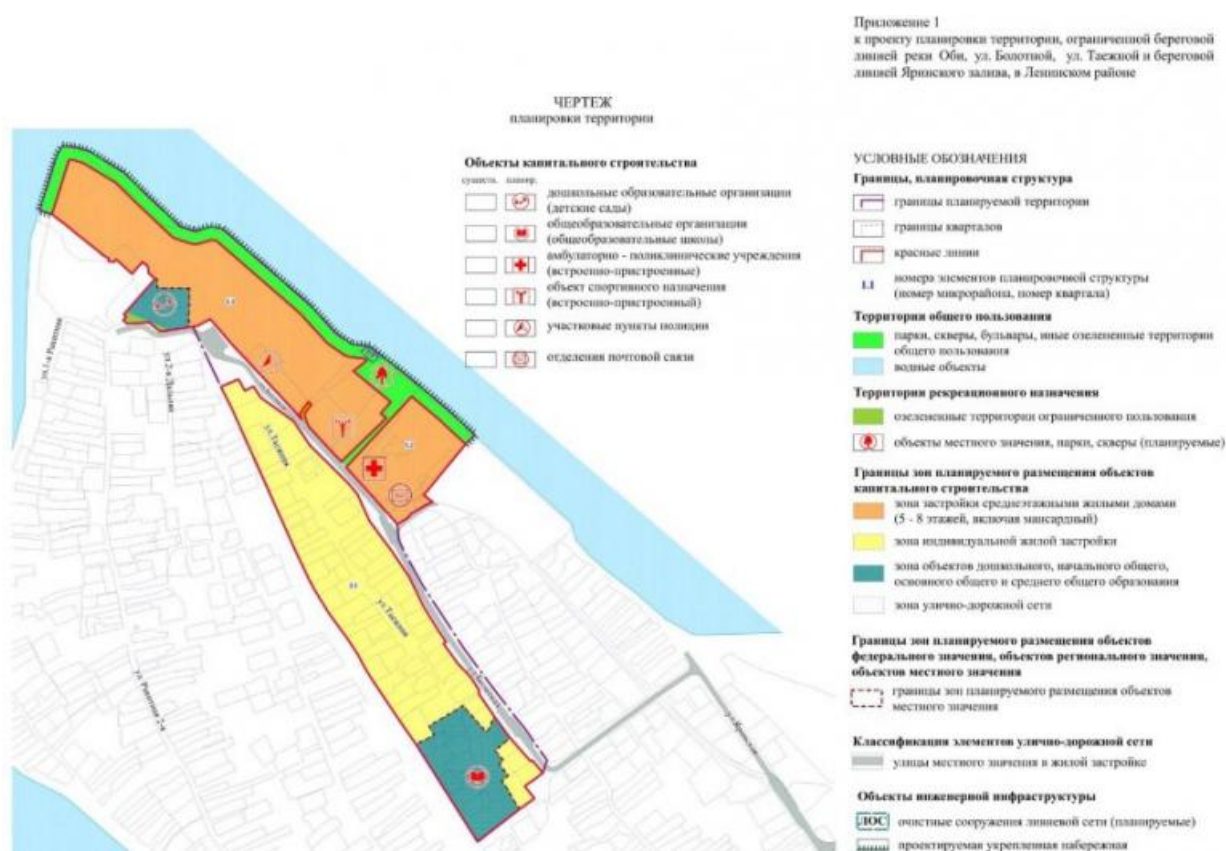 Приложение 1
к проекту планировки территории, ограниченной береговой
линией реки Оби, ул. Болотной, ул. Таежной и береговой
линией Яринского залива, в Ленинском районе
ЧЕРТЕЖ
планировки территории
Объекты капитального строительства
существ. планир.
дошкольные образовательные организации
(детские сады)
общеобразовательные организации
(общеобразовательные школы)
амбулаторно - поликлинические учреждения
(встроенно-пристроенные)
объект спортивного назначения
(встроенно-пристроенный)
участковые пункты полиции
отделения почтовой связи
УСЛОВНЫЕ ОБОЗНАЧЕНИЯ
Границы, планировочная структура
границы планируемой территории
границы кварталов
красные линии
1.1 номера элементов планировочной структуры
(номер микрорайона, номер квартала)
Территории общего пользования
парки, скверы, бульвары, иные озелененные территории
общего пользования
водные объекты
Территории рекреационного назначения
озелененные территории ограниченного пользования
объекты местного значения, парки, скверы (планируемые)
Границы зон планируемого размещения объектов
капитального строительства
зона застройки среднеэтажными жилыми домами
(5 - 8 этажей, включая мансардный)
зона индивидуальной жилой застройки
зона объектов дошкольного, начального общего,
основного общего и среднего общего образования
зона улично-дорожной сети
Границы зон планируемого размещения объектов
федерального значения, объектов регионального значения,
объектов местного значения
границы зон планируемого размещения объектов
местного значения
Классификация элементов улично-дорожной сети
улицы местного значения в жилой застройке
Объекты инженерной инфраструктуры
ЛОС очистные сооружения ливневой сети (планируемые)
проектируемая укрепленная набережная
ул. Таежная
ул. Таежная